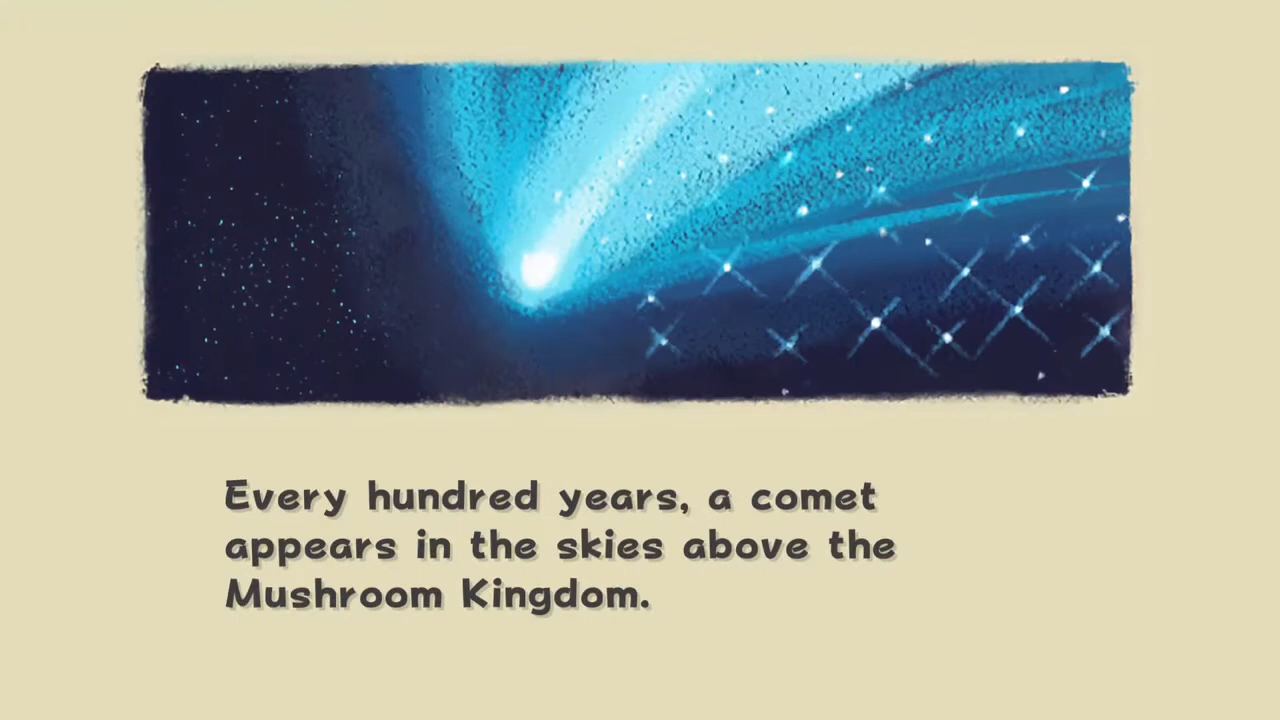 Every hundred years, a comet
appears in the skies above the
Mushroom Kingdom.